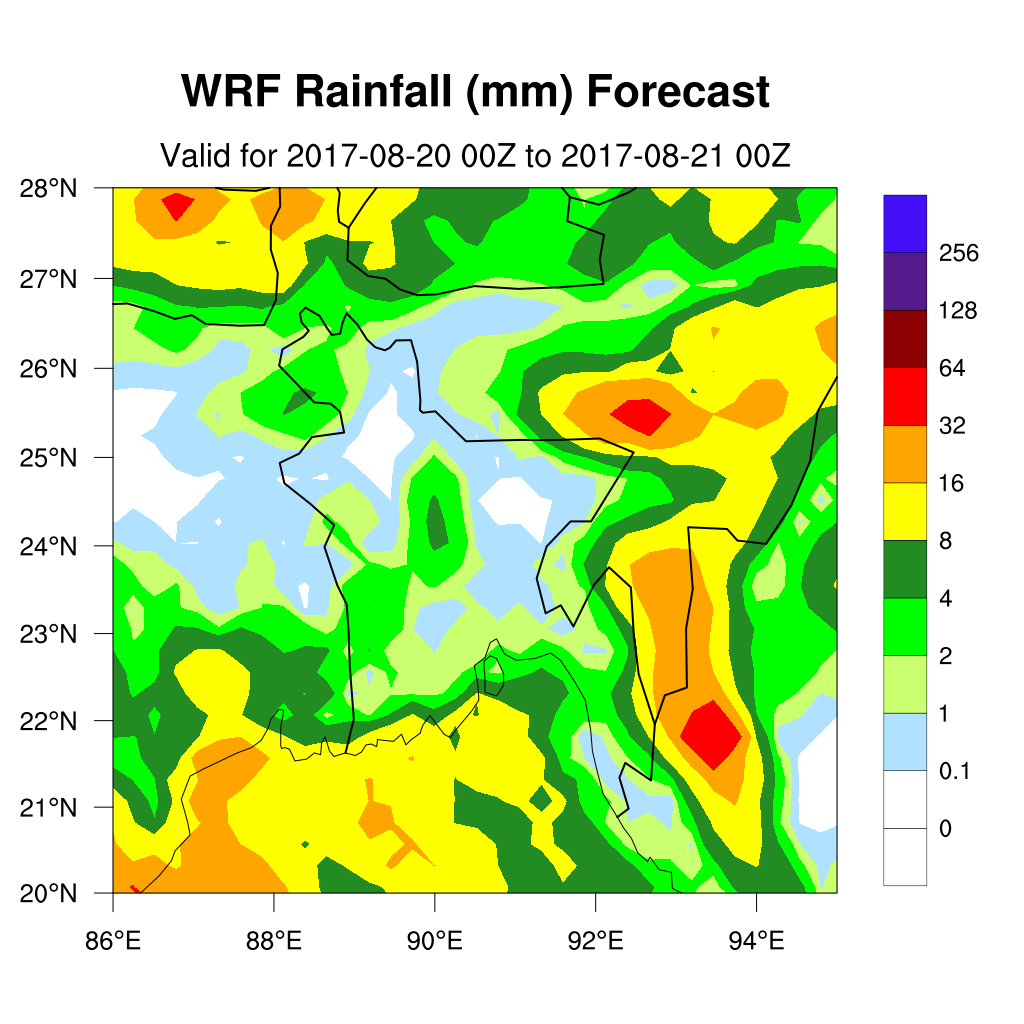 WRF Rainfall (mm) Forecast
Valid for 2017-08-20 00Z to 2017-08-21 00Z
28°N
27°N
26°N
25°N
24°N
23°N
22°N
21°N
20°N
86°E
88°E
90°E
92°E
94°E
256
128
64
32
16
8
4
2
1
0.1
0